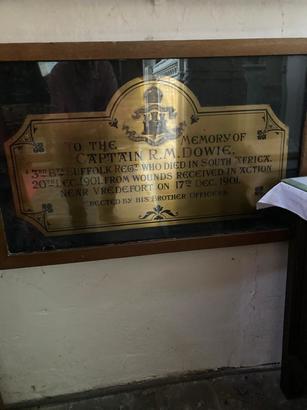 TO THE MEMORY OF
CAPTAIN R.M. DOWIE,
3RD BN SUFFOLK REGT WHO DIED IN SOUTH AFRICA,
20TH DEC. 1901, FROM WOUNDS RECEIVED IN ACTION
NEAR VREDEFORT ON 17TH DEC. 1901.
ERECTED BY HIS BROTHER OFFICERS.